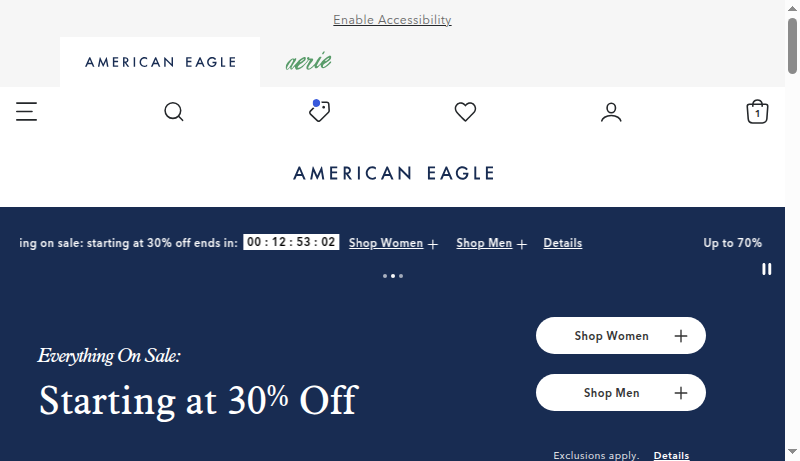 Enable Accessibility
AMERICAN EAGLE
aerie
1
AMERICAN EAGLE
ing on sale: starting at 30% off ends in: 00 : 12 : 53 : 02 Shop Women + Shop Men + Details Up to 70%
Everything On Sale:
Starting at 30% Off
Shop Women +
Shop Men +
Exclusions apply. Details